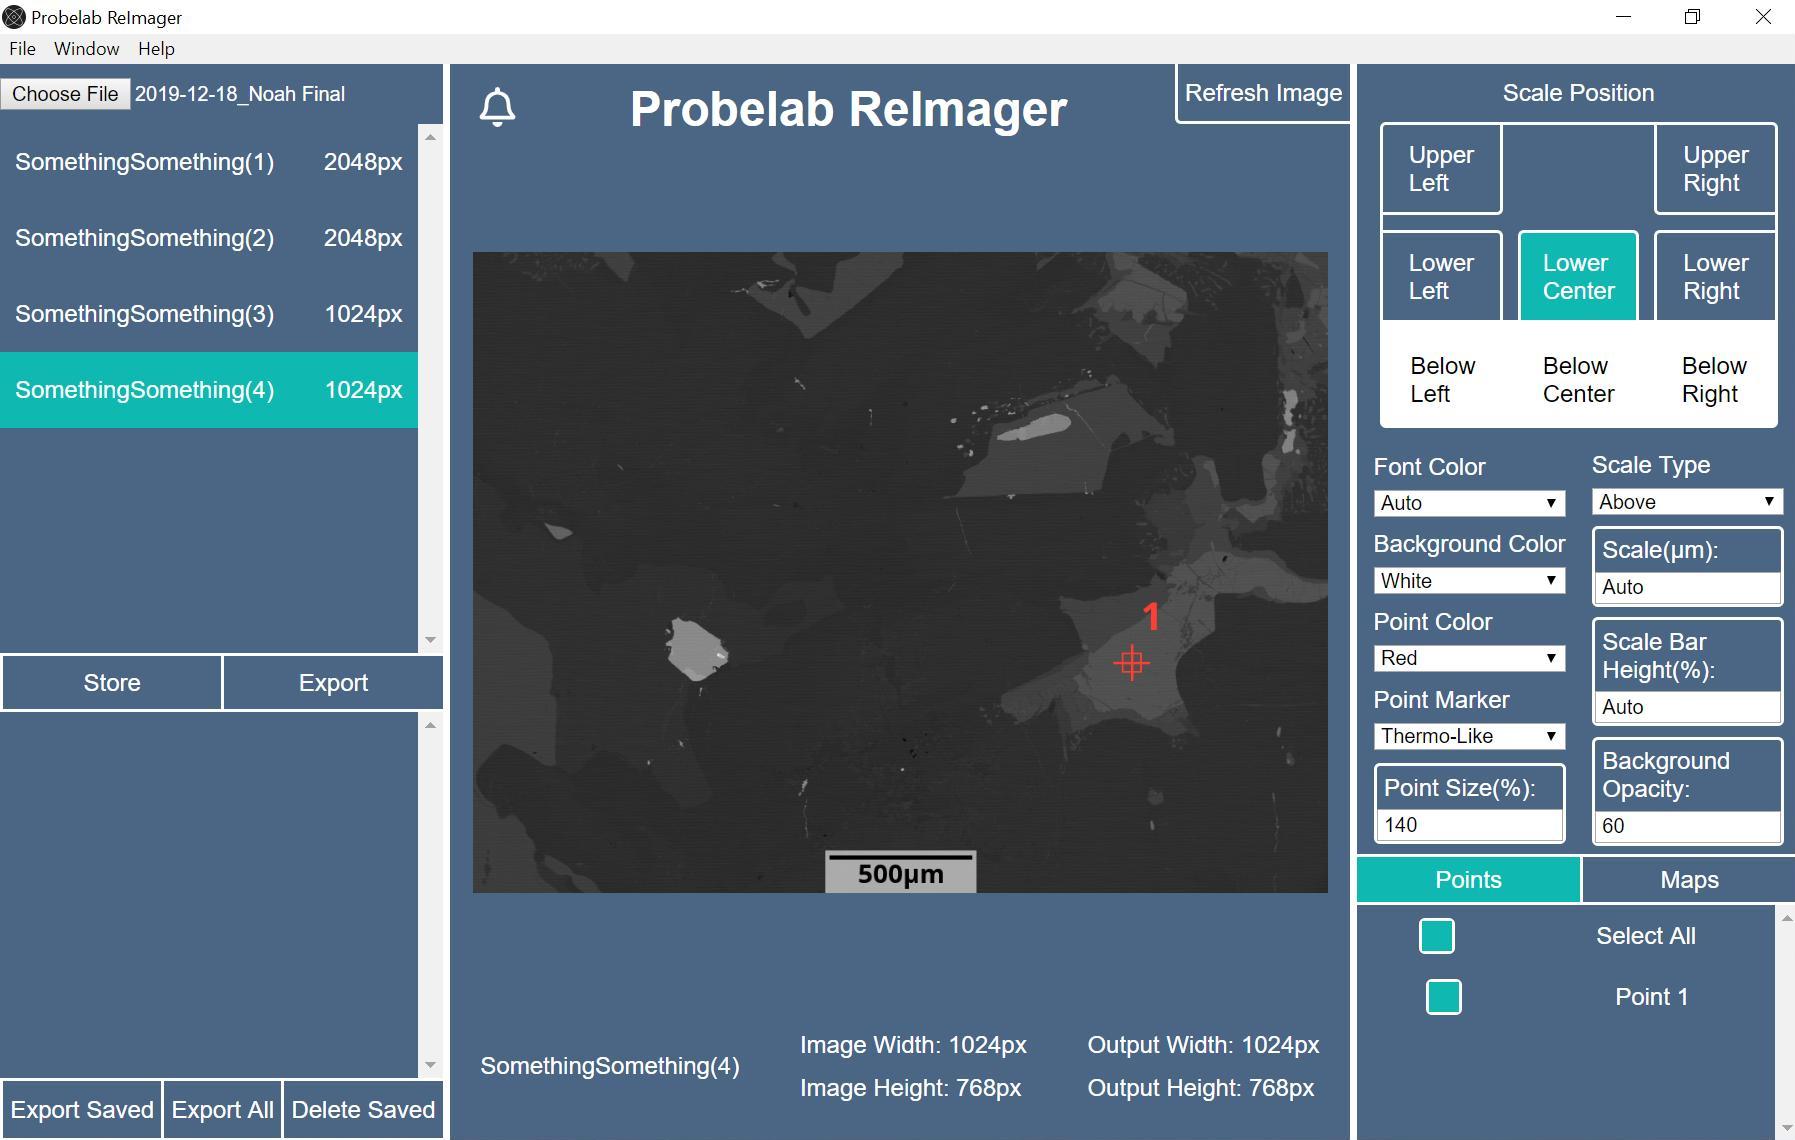 Probelab ReImager
File Window Help
Choose File 2019-12-18_Noah Final
SomethingSomething(1) 2048px
SomethingSomething(2) 2048px
SomethingSomething(3) 1024px
SomethingSomething(4) 1024px
Store Export
Export Saved Export All Delete Saved
Probelab ReImager
Refresh Image
1
500µm
SomethingSomething(4)
Image Width: 1024px
Image Height: 768px
Output Width: 1024px
Output Height: 768px
Scale Position
Upper
Left
Upper
Right
Lower
Left
Lower
Center
Lower
Right
Below
Left
Below
Center
Below
Right
Font Color
Auto
Background Color
White
Point Color
Red
Point Marker
Thermo-Like
Point Size(%):
140
Scale Type
Above
Scale(µm):
Auto
Scale Bar
Height(%):
Auto
Background
Opacity:
60
Points Maps
Select All
Point 1